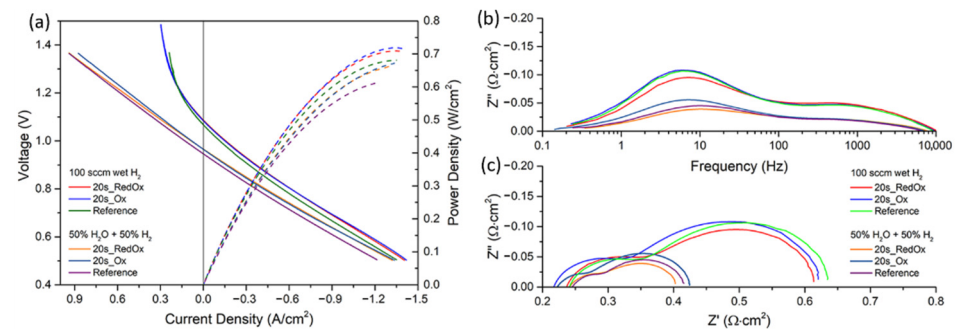 (a)
1.4
1.2
1.0
0.8
0.6
0.4
Voltage (V)
0.8
0.7
0.6
0.5
0.4
0.3
0.2
0.1
0.0
Power Density (W/cm²)
100 sccm wet H₂
20s_RedOx
20s_Ox
Reference
50% H₂O + 50% H₂
20s_RedOx
20s_Ox
Reference
0.9 0.6 0.3 0.0 −0.3 −0.6 −0.9 −1.2 −1.5
Current Density (A/cm²)
(b)
−0.20
−0.15
−0.10
−0.05
0.00
Z" (Ω·cm²)
0.1 1 10 100 1000 10000
Frequency (Hz)
(c)
−0.20
−0.15
−0.10
−0.05
0.00
Z" (Ω·cm²)
100 sccm wet H₂
20s_RedOx
20s_Ox
Reference
50% H₂O + 50% H₂
20s_RedOx
20s_Ox
Reference
0.2 0.3 0.4 0.5 0.6 0.7 0.8
Z' (Ω·cm²)